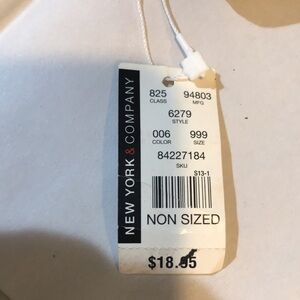 NEW YORK & COMPANY
825 94803
CLASS MFG
6279
STYLE
006 999
COLOR SIZE
84227184
SKU
S13-1
NON SIZED
$18.95